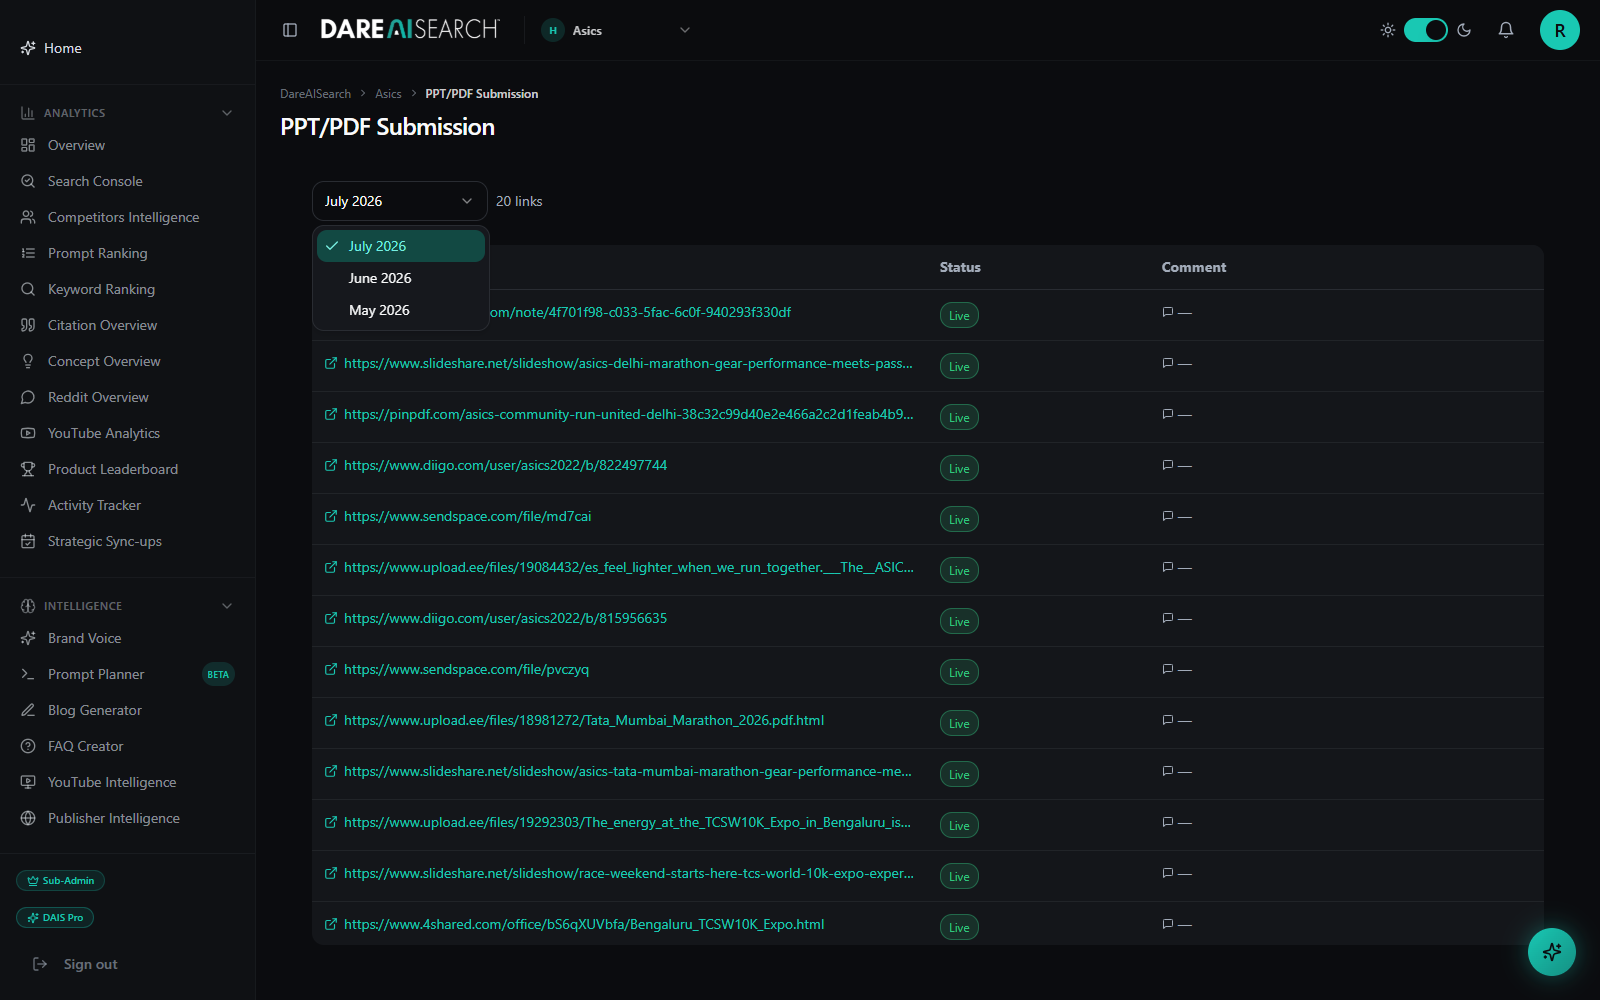 Home
ANALYTICS
Overview
Search Console
Competitors Intelligence
Prompt Ranking
Keyword Ranking
Citation Overview
Concept Overview
Reddit Overview
YouTube Analytics
Product Leaderboard
Activity Tracker
Strategic Sync-ups
INTELLIGENCE
Brand Voice
Prompt Planner BETA
Blog Generator
FAQ Creator
YouTube Intelligence
Publisher Intelligence
Sub-Admin
DAIS Pro
Sign out
DARE AISEARCH
H Asics
R
DareAISearch > Asics > PPT/PDF Submission
PPT/PDF Submission
July 2026 20 links
July 2026
June 2026
May 2026
Status Comment
om/note/4f701f98-c033-5fac-6c0f-940293f330df Live —
https://www.slideshare.net/slideshow/asics-delhi-marathon-gear-performance-meets-pass... Live —
https://pinpdf.com/asics-community-run-united-delhi-38c32c99d40e2e466a2c2d1feab4b9... Live —
https://www.diigo.com/user/asics2022/b/822497744 Live —
https://www.sendspace.com/file/md7cai Live —
https://www.upload.ee/files/19084432/es_feel_lighter_when_we_run_together.___The__ASIC... Live —
https://www.diigo.com/user/asics2022/b/815956635 Live —
https://www.sendspace.com/file/pvczyq Live —
https://www.upload.ee/files/18981272/Tata_Mumbai_Marathon_2026.pdf.html Live —
https://www.slideshare.net/slideshow/asics-tata-mumbai-marathon-gear-performance-me... Live —
https://www.upload.ee/files/19292303/The_energy_at_the_TCSW10K_Expo_in_Bengaluru_is... Live —
https://www.slideshare.net/slideshow/race-weekend-starts-here-tcs-world-10k-expo-exper... Live —
https://www.4shared.com/office/bS6qXUVbfa/Bengaluru_TCSW10K_Expo.html Live —